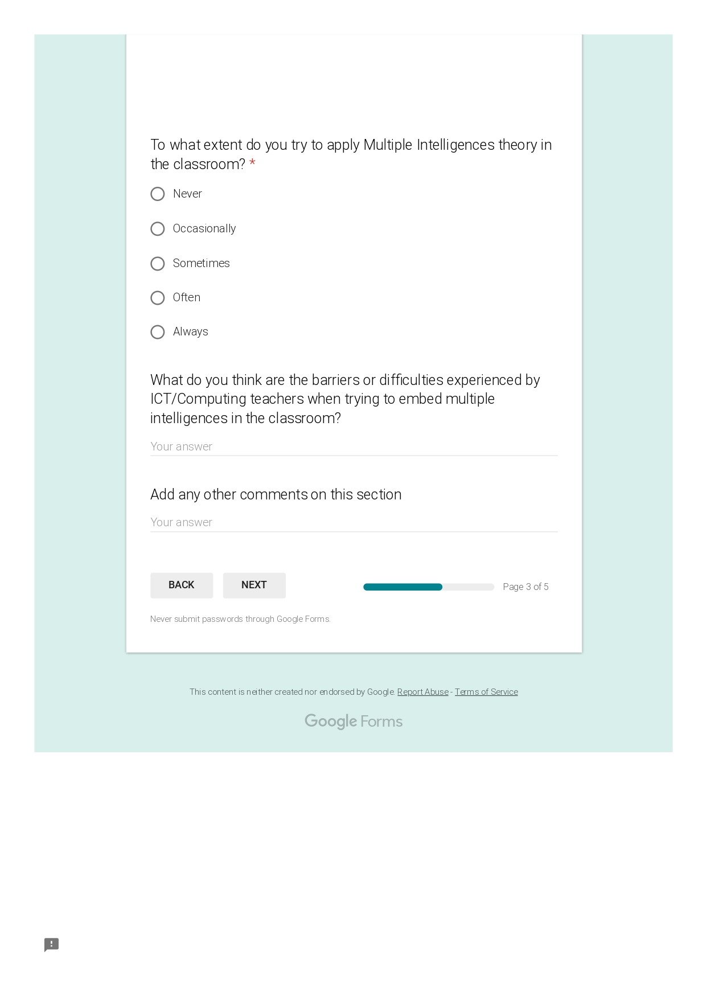 To what extent do you try to apply Multiple Intelligences theory in
the classroom? *
Never
Occasionally
Sometimes
Often
Always
What do you think are the barriers or difficulties experienced by
ICT/Computing teachers when trying to embed multiple
intelligences in the classroom?
Your answer
Add any other comments on this section
Your answer
BACK NEXT Page 3 of 5
Never submit passwords through Google Forms.
This content is neither created nor endorsed by Google. Report Abuse - Terms of Service
Google Forms